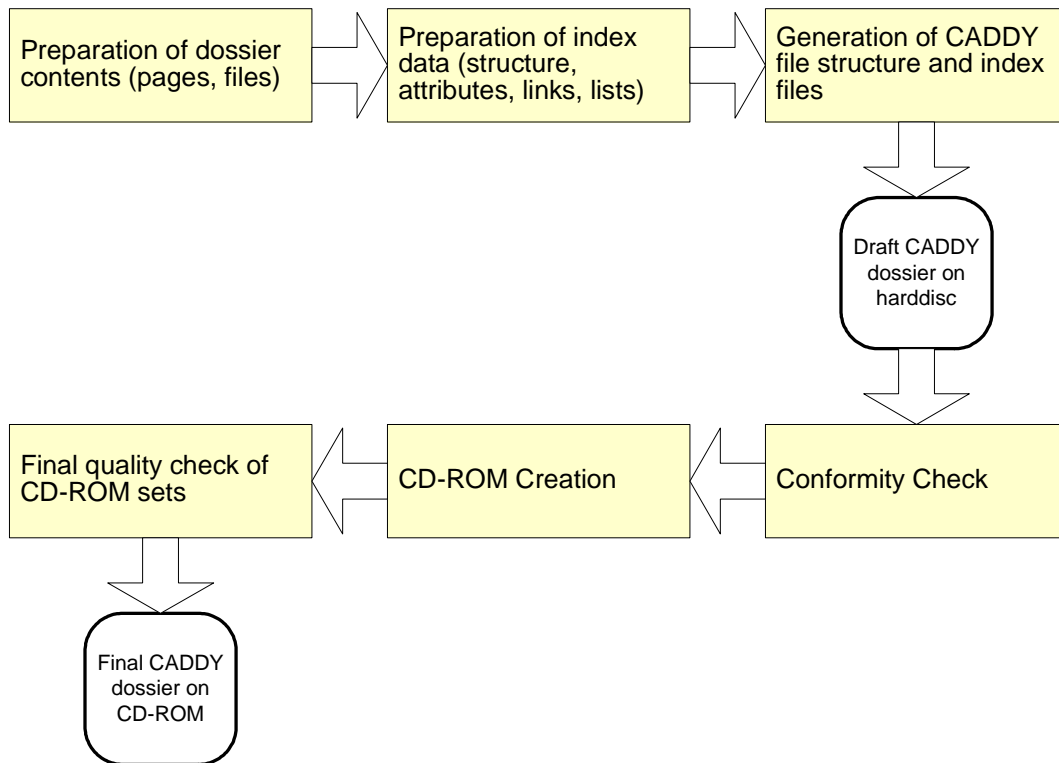 Preparation of dossier
contents (pages, files)
Preparation of index
data (structure,
attributes, links, lists)
Generation of CADDY
file structure and index
files
Draft CADDY
dossier on
harddisc
Conformity Check
CD-ROM Creation
Final quality check of
CD-ROM sets
Final CADDY
dossier on
CD-ROM